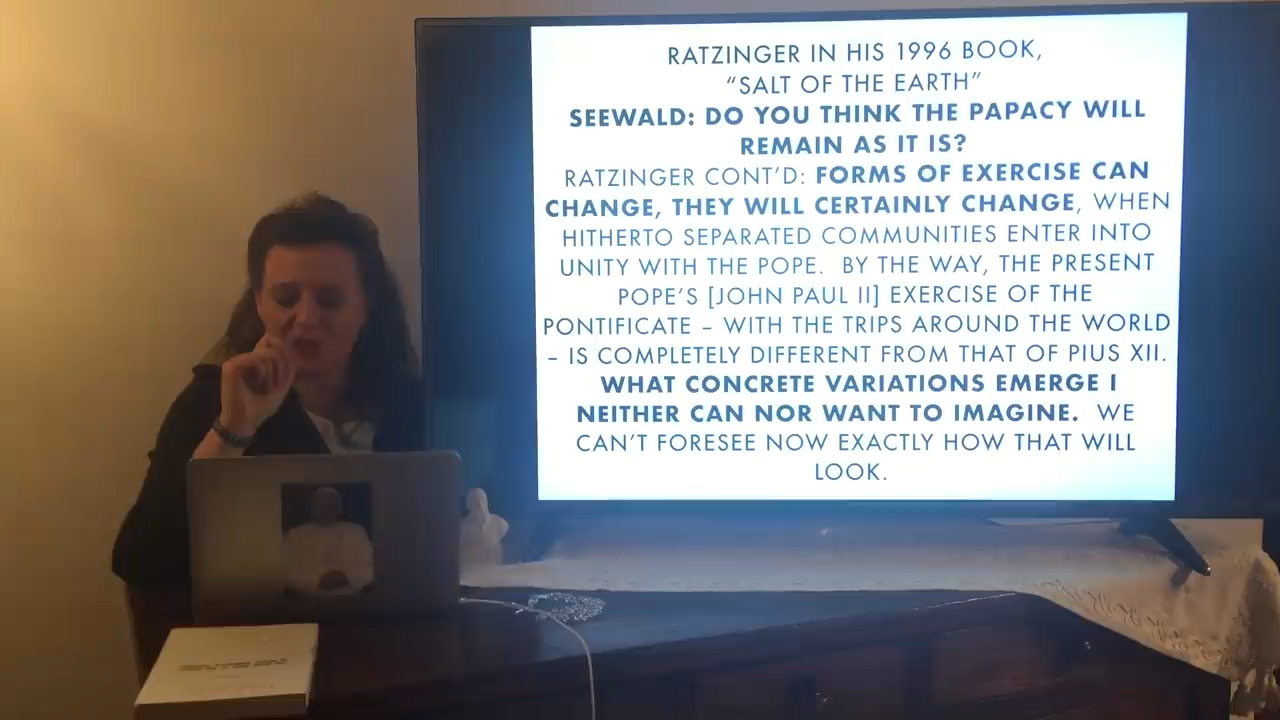 RATZINGER IN HIS 1996 BOOK,
“SALT OF THE EARTH”
SEEWALD: DO YOU THINK THE PAPACY WILL
REMAIN AS IT IS?
RATZINGER CONT’D: FORMS OF EXERCISE CAN
CHANGE, THEY WILL CERTAINLY CHANGE, WHEN
HITHERTO SEPARATED COMMUNITIES ENTER INTO
UNITY WITH THE POPE. BY THE WAY, THE PRESENT
POPE’S [JOHN PAUL II] EXERCISE OF THE
PONTIFICATE – WITH THE TRIPS AROUND THE WORLD
– IS COMPLETELY DIFFERENT FROM THAT OF PIUS XII.
WHAT CONCRETE VARIATIONS EMERGE I
NEITHER CAN NOR WANT TO IMAGINE. WE
CAN’T FORESEE NOW EXACTLY HOW THAT WILL
LOOK.